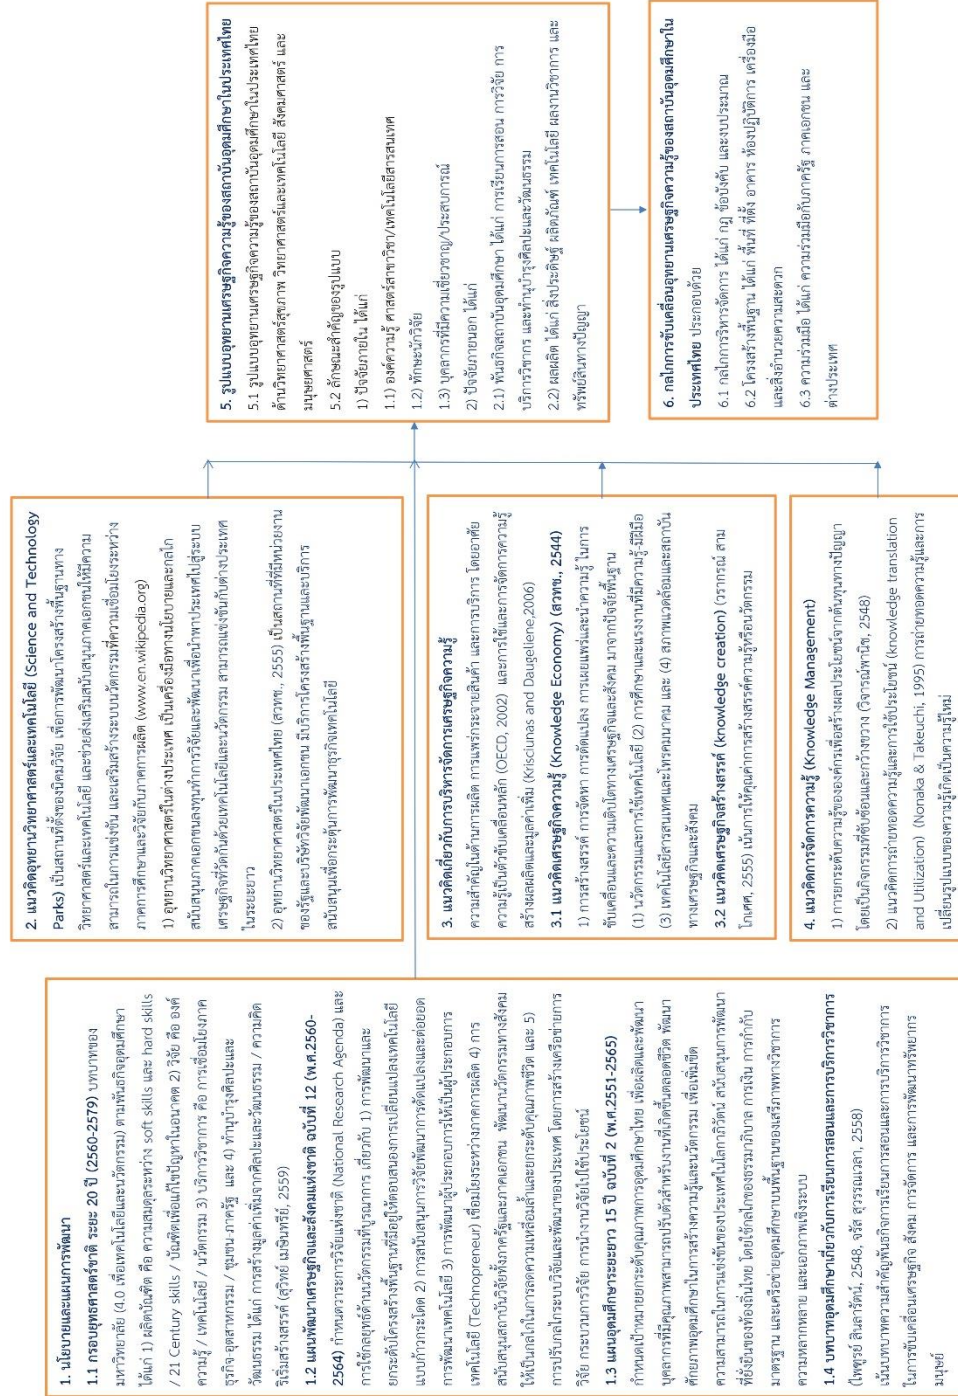 1. นโยบายและแผนการพัฒนา
1.1 กรอบยุทธศาสตร์ชาติ ระยะ 20 ปี (2560-2579) บทบาทของ
มหาวิทยาลัย (4.0 เพื่อเทคโนโลยีและนวัตกรรม) ตามพันธกิจอุดมศึกษา
ได้แก่ 1) ผลิตบัณฑิต คือ ความสมดุลระหว่าง soft skills และ hard skills
/ 21 Century skills / บัณฑิตเพื่อแก้ไขปัญหาในอนาคต 2) วิจัย คือ องค์
ความรู้ / เทคโนโลยี / นวัตกรรม 3) บริการวิชาการ คือ การเชื่อมโยงภาค
ธุรกิจ-อุตสาหกรรม / ชุมชน-ภาครัฐ และ 4) ทำนุบำรุงศิลปะและ
วัฒนธรรม ได้แก่ การสร้างมูลค่าเพิ่มจากศิลปะและวัฒนธรรม / ความคิด
ริเริ่มสร้างสรรค์ (สุวิทย์ เมษินทรีย์, 2559)
1.2 แผนพัฒนาเศรษฐกิจและสังคมแห่งชาติ ฉบับที่ 12 (พ.ศ.2560-
2564) กำหนดวาระการวิจัยแห่งชาติ (National Research Agenda) และ
การใช้กลยุทธ์ด้านนวัตกรรมที่บูรณาการ เกี่ยวกับ 1) การพัฒนาและ
ยกระดับโครงสร้างพื้นฐานที่มีอยู่ให้ตอบสนองการเปลี่ยนแปลงเทคโนโลยี
แบบก้าวกระโดด 2) การสนับสนุนการวิจัยพัฒนาการดัดแปลงและต่อยอด
การพัฒนาเทคโนโลยี 3) การพัฒนาผู้ประกอบการให้เป็นผู้ประกอบการ
เทคโนโลยี (Technopreneur) เชื่อมโยงระหว่างภาคการผลิต 4) การ
สนับสนุนสถาบันวิจัยทั้งภาครัฐและภาคเอกชน พัฒนานวัตกรรมทางสังคม
ให้เป็นกลไกในการลดความเหลื่อมล้ำและยกระดับคุณภาพชีวิต และ 5)
การปรับกลไกระบบวิจัยและพัฒนาของประเทศ โดยการสร้างเครือข่ายการ
วิจัย กระบวนการวิจัย การนำงานวิจัยไปใช้ประโยชน์
1.3 แผนอุดมศึกษาระยะยาว 15 ปี ฉบับที่ 2 (พ.ศ.2551-2565)
กำหนดเป้าหมายยกระดับคุณภาพการอุดมศึกษาไทย เพื่อผลิตและพัฒนา
บุคลากรที่มีคุณภาพสามารถปรับตัวสำหรับงานที่เกิดขึ้นตลอดชีวิต พัฒนา
ศักยภาพอุดมศึกษาในการสร้างความรู้และนวัตกรรม เพื่อเพิ่มขีด
ความสามารถในการแข่งขันของประเทศในโลกาภิวัตน์ สนับสนุนการพัฒนา
ที่ยั่งยืนของท้องถิ่นไทย โดยใช้กลไกของธรรมาภิบาล การเงิน การกำกับ
มาตรฐาน และเครือข่ายอุดมศึกษาบนพื้นฐานของเสรีภาพทางวิชาการ
ความหลากหลาย และเอกภาพเชิงระบบ
1.4 บทบาทอุดมศึกษาเกี่ยวกับการเรียนการสอนและการบริการวิชาการ
(ไพฑูรย์ สินลารัตน์, 2548, จรัส สุวรรณเวลา, 2558)
เน้นบทบาทความสำคัญพันธกิจการเรียนการสอนและการบริการวิชาการ
ในการขับเคลื่อนเศรษฐกิจ สังคม การจัดการ และการพัฒนาทรัพยากร
มนุษย์
2. แนวคิดอุทยานวิทยาศาสตร์และเทคโนโลยี (Science and Technology
Parks) เป็นสถานที่ตั้งของนิคมวิจัย เพื่อการพัฒนาโครงสร้างพื้นฐานทาง
วิทยาศาสตร์และเทคโนโลยี และช่วยส่งเสริมสนับสนุนภาคเอกชนให้มีความ
สามารถในการแข่งขัน และเสริมสร้างระบบนวัตกรรมที่ความเชื่อมโยงระหว่าง
ภาคการศึกษาและวิจัยกับภาคการผลิต (www.en.wikipedia.org)
1) อุทยานวิทยาศาสตร์ในต่างประเทศ เป็นเครื่องมือทางนโยบายและกลไก
สนับสนุนภาคเอกชนลงทุนทำการวิจัยและพัฒนาเพื่อนำพาประเทศไปสู่ระบบ
เศรษฐกิจที่วัดกันด้วยเทคโนโลยีและนวัตกรรม สามารถแข่งขันกับต่างประเทศ
ในระยะยาว
2) อุทยานวิทยาศาสตร์ในประเทศไทย (สวทช., 2555) เป็นสถานที่ที่มีหน่วยงาน
ของรัฐและบริษัทวิจัยพัฒนาเอกชน มีบริการโครงสร้างพื้นฐานและบริการ
สนับสนุนเพื่อกระตุ้นการพัฒนาธุรกิจเทคโนโลยี
3. แนวคิดเกี่ยวกับการบริหารจัดการเศรษฐกิจความรู้
ความสำคัญในด้านการผลิต การแพร่กระจายสินค้า และการบริการ โดยอาศัย
ความรู้เป็นตัวขับเคลื่อนหลัก (OECD, 2002) และการใช้และการจัดการความรู้
สร้างผลผลิตและมูลค่าเพิ่ม (Krisciunas and Daugeliene,2006)
3.1 แนวคิดเศรษฐกิจความรู้ (Knowledge Economy) (สวทช., 2544)
1) การสร้างสรรค์ การจัดหา การดัดแปลง การเผยแพร่และนำความรู้ ในการ
ขับเคลื่อนและความเติบโตทางเศรษฐกิจและสังคม มาจากปัจจัยพื้นฐาน
(1) นวัตกรรมและการใช้เทคโนโลยี (2) การศึกษาและแรงงานที่มีความรู้-มีฝีมือ
(3) เทคโนโลยีสารสนเทศและโทรคมนาคม และ (4) สภาพแวดล้อมและสถาบัน
ทางเศรษฐกิจและสังคม
3.2 แนวคิดเศรษฐกิจสร้างสรรค์ (knowledge creation) (วรากรณ์ สาม
โกเศศ, 2555) เน้นการให้คุณค่าการสร้างสรรค์ความรู้หรือนวัตกรรม
4. แนวคิดการจัดการความรู้ (Knowledge Management)
1) การยกระดับความรู้ขององค์กรเพื่อสร้างผลประโยชน์จากต้นทุนทางปัญญา
โดยเป็นกิจกรรมที่ซับซ้อนและกว้างขวาง (วิจารณ์พานิช, 2548)
2) แนวคิดการถ่ายทอดความรู้และการใช้ประโยชน์ (knowledge translation
and Utilization) (Nonaka & Takeuchi, 1995) การถ่ายทอดความรู้และการ
เปลี่ยนรูปแบบของความรู้เกิดเป็นความรู้ใหม่
5. รูปแบบอุทยานเศรษฐกิจความรู้ของสถาบันอุดมศึกษาในประเทศไทย
5.1 รูปแบบอุทยานเศรษฐกิจความรู้ของสถาบันอุดมศึกษาในประเทศไทย
ด้านวิทยาศาสตร์สุขภาพ วิทยาศาสตร์และเทคโนโลยี สังคมศาสตร์ และ
มนุษยศาสตร์
5.2 ลักษณะสำคัญของรูปแบบ
1) ปัจจัยภายใน ได้แก่
1.1) องค์ความรู้ ศาสตร์สาขาวิชา/เทคโนโลยีสารสนเทศ
1.2) ทักษะนักวิจัย
1.3) บุคลากรที่มีความเชี่ยวชาญ/ประสบการณ์
2) ปัจจัยภายนอก ได้แก่
2.1) พันธกิจสถาบันอุดมศึกษา ได้แก่ การเรียนการสอน การวิจัย การ
บริการวิชาการ และทำนุบำรุงศิลปะและวัฒนธรรม
2.2) ผลผลิต ได้แก่ สิ่งประดิษฐ์ ผลิตภัณฑ์ เทคโนโลยี ผลงานวิชาการ และ
ทรัพย์สินทางปัญญา
6. กลไกการขับเคลื่อนอุทยานเศรษฐกิจความรู้ของสถาบันอุดมศึกษาใน
ประเทศไทย ประกอบด้วย
6.1 กลไกการบริหารจัดการ ได้แก่ กฎ ข้อบังคับ และงบประมาณ
6.2 โครงสร้างพื้นฐาน ได้แก่ พื้นที่ ที่ตั้ง อาคาร ห้องปฏิบัติการ เครื่องมือ
และสิ่งอำนวยความสะดวก
6.3 ความร่วมมือ ได้แก่ ความร่วมมือกับภาครัฐ ภาคเอกชน และ
ต่างประเทศ